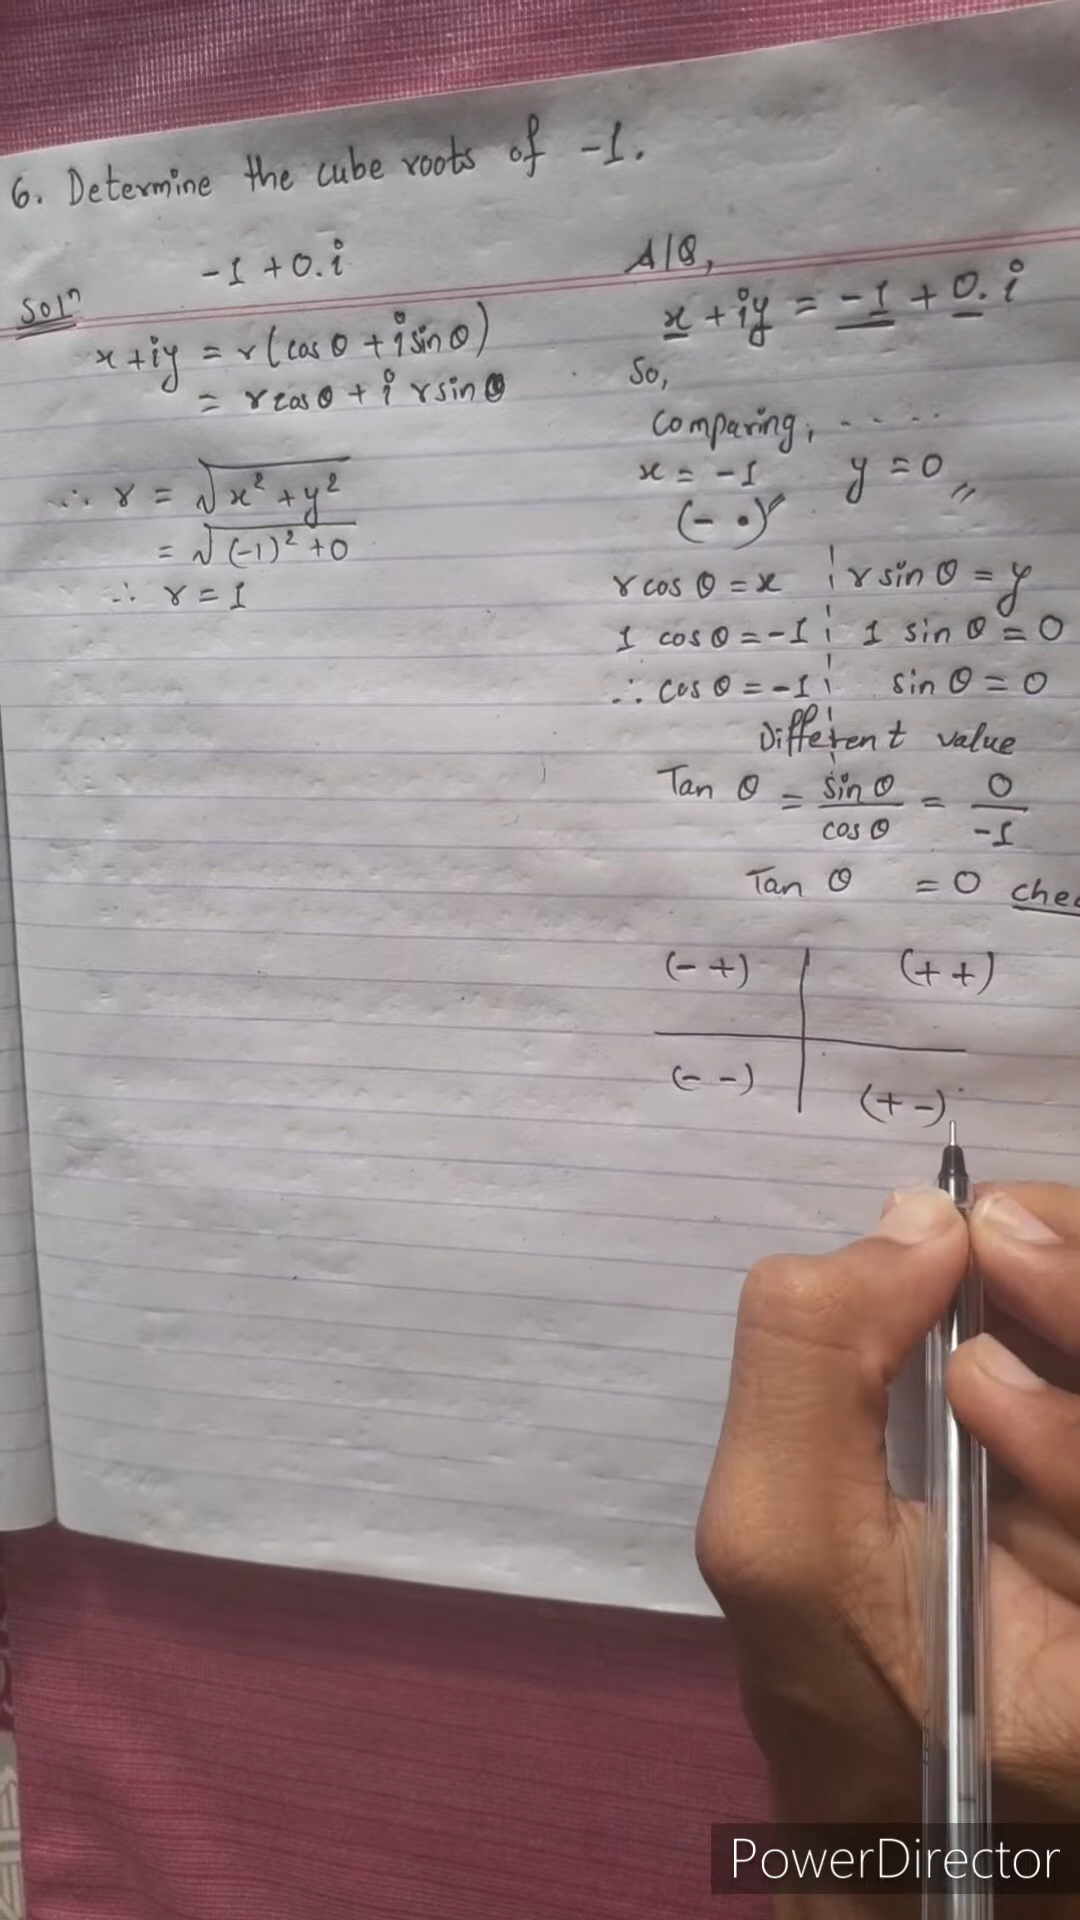 6. Determine the cube roots of -1.
Solⁿ
-1 + 0.i
x + iy = r(cos θ + i sin θ)
= r cos θ + i r sin θ
∴ r = √x² + y²
= √(-1)² + 0
∴ r = 1
A/Q,
x + iy = -1 + 0.i
So,
Comparing, - - - - -
x = -1 y = 0 〃
(- •)
r cos θ = x ¦ r sin θ = y
1 cos θ = -1 ¦ 1 sin θ = 0
∴ cos θ = -1 ¦ sin θ = 0
Different value
Tan θ = sin θ / cos θ = 0 / -1
Tan θ = 0
(- +) (+ +)
(- -) (+ -)
PowerDirector